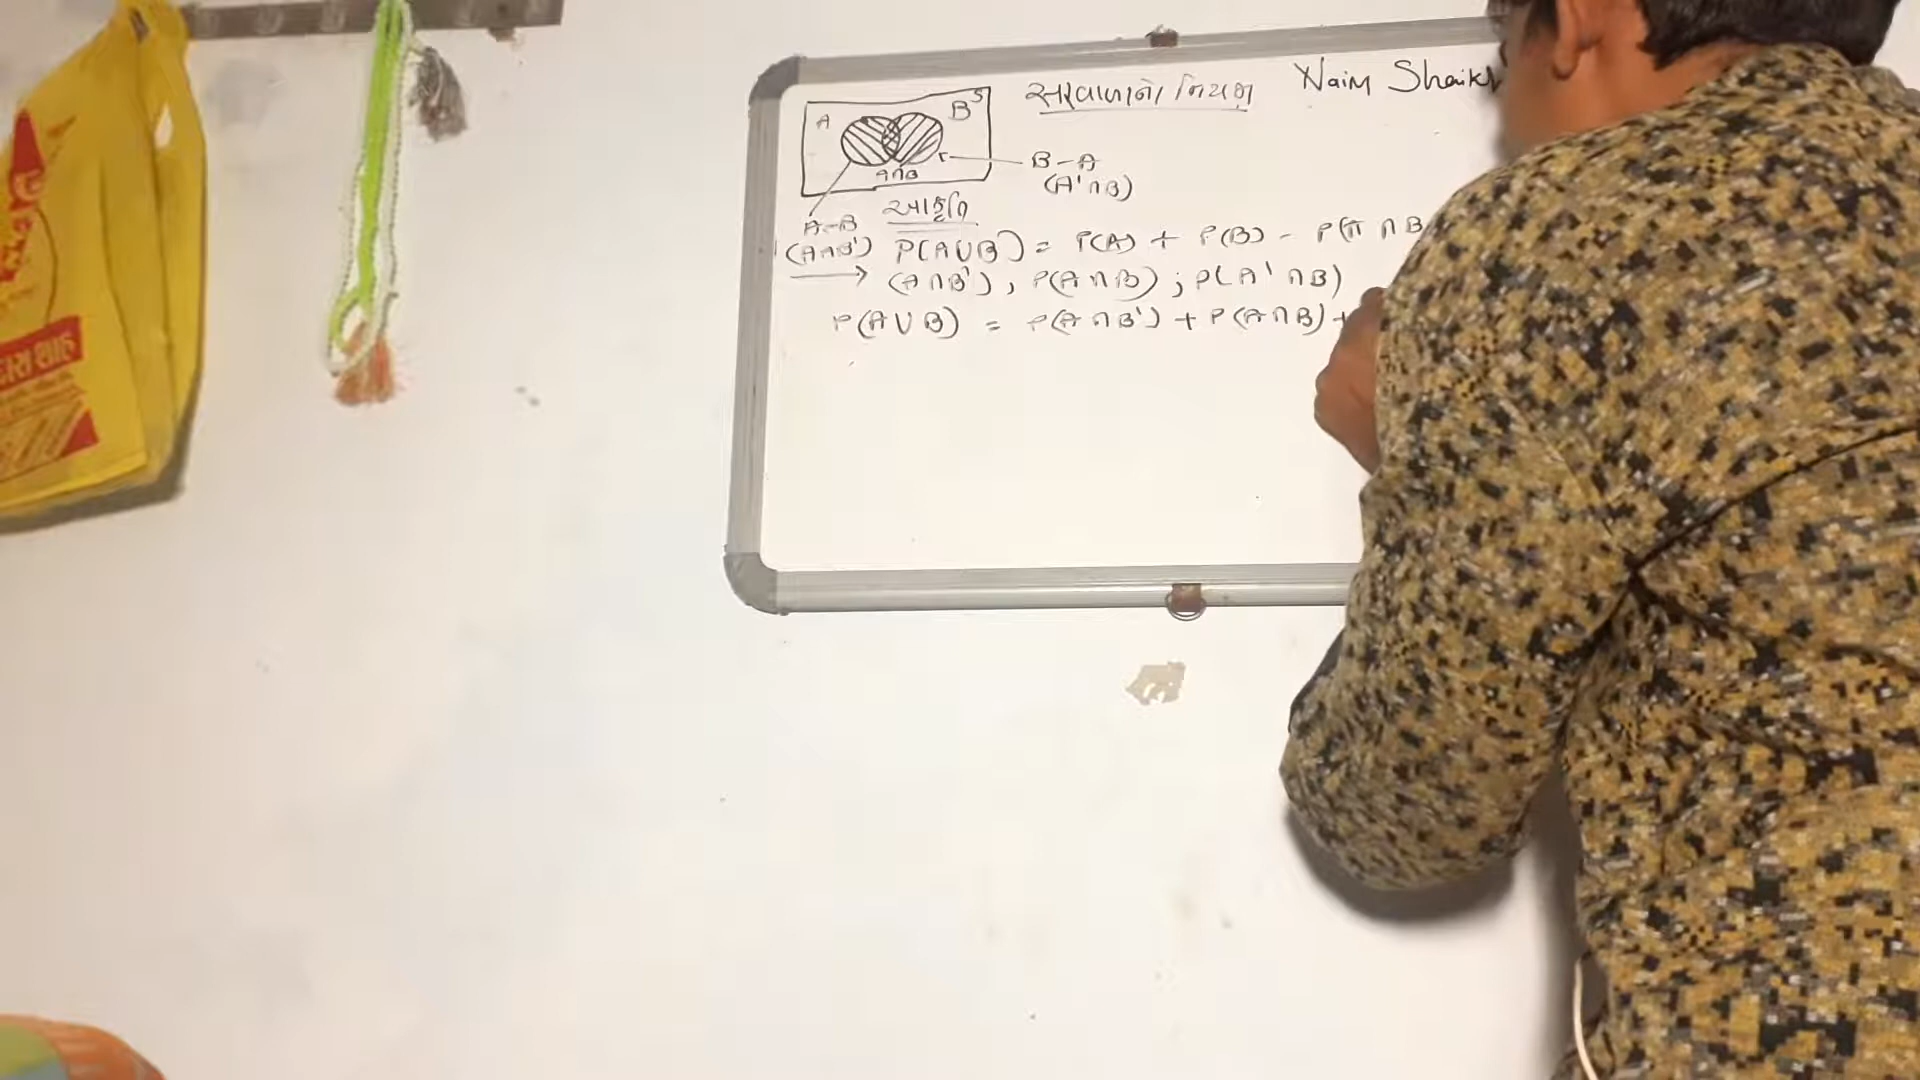 સરવાળાનો નિયમ Naim Shaikh
S
A B
A∩B
B-A
(A'∩B)
A-B
(A∩B')
આકૃતિ
P(A∪B) = P(A) + P(B) - P(A ∩ B
(A∩B'), P(A∩B); P(A' ∩B)
P(A∪B) = P(A∩B') + P(A∩B) +